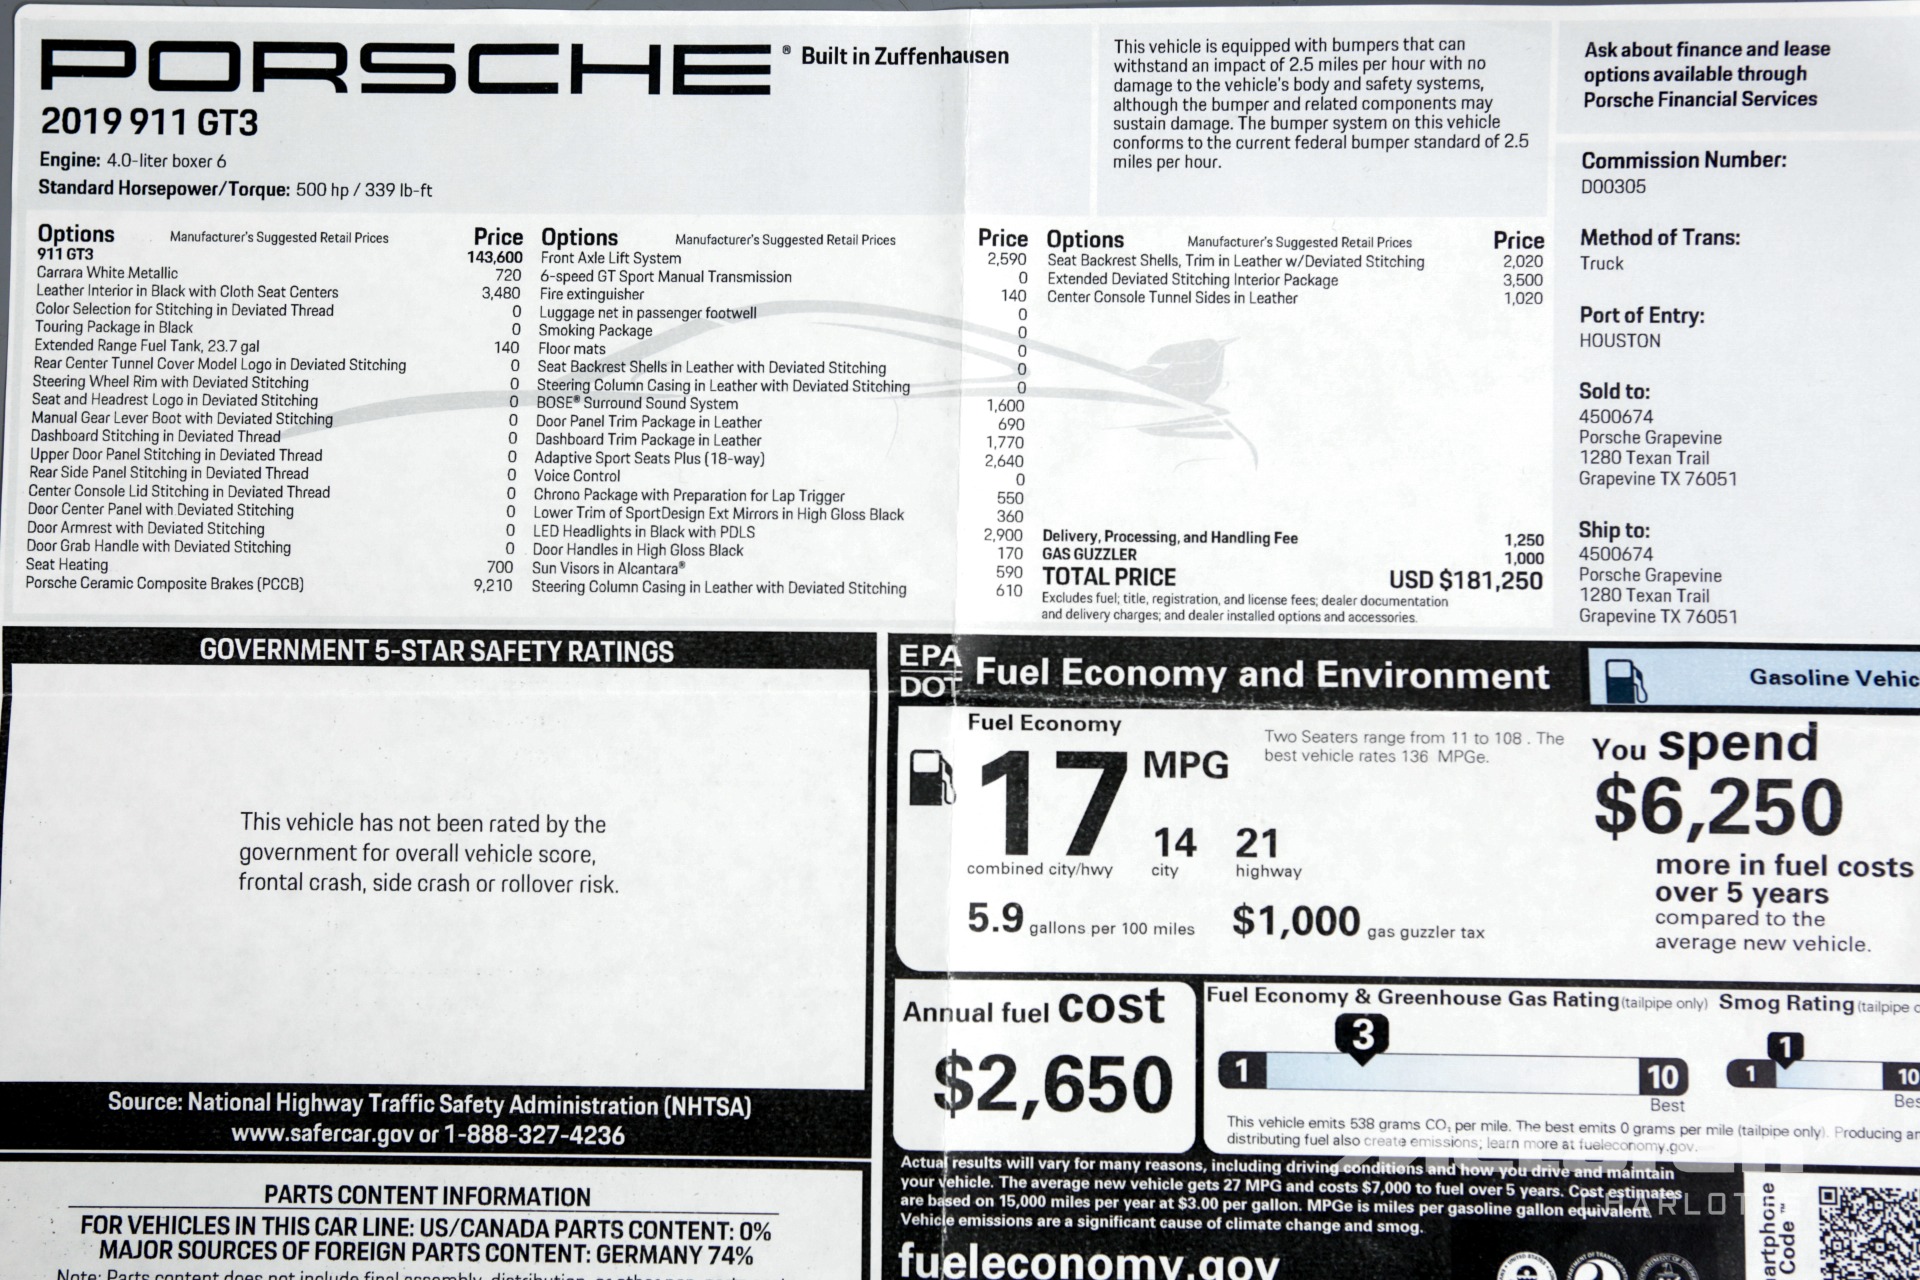 PORSCHE® Built in Zuffenhausen
2019 911 GT3
Engine: 4.0-liter boxer 6
Standard Horsepower/Torque: 500 hp / 339 lb-ft
This vehicle is equipped with bumpers that can
withstand an impact of 2.5 miles per hour with no
damage to the vehicle's body and safety systems,
although the bumper and related components may
sustain damage. The bumper system on this vehicle
conforms to the current federal bumper standard of 2.5
miles per hour.
Ask about finance and lease
options available through
Porsche Financial Services
Commission Number:
D00305
Method of Trans:
Truck
Port of Entry:
HOUSTON
Sold to:
4500674
Porsche Grapevine
1280 Texan Trail
Grapevine TX 76051
Ship to:
4500674
Porsche Grapevine
1280 Texan Trail
Grapevine TX 76051
Options Manufacturer's Suggested Retail Prices Price
911 GT3 143,600
Carrara White Metallic 720
Leather Interior in Black with Cloth Seat Centers 3,480
Color Selection for Stitching in Deviated Thread 0
Touring Package in Black 0
Extended Range Fuel Tank, 23.7 gal 140
Rear Center Tunnel Cover Model Logo in Deviated Stitching 0
Steering Wheel Rim with Deviated Stitching 0
Seat and Headrest Logo in Deviated Stitching 0
Manual Gear Lever Boot with Deviated Stitching 0
Dashboard Stitching in Deviated Thread 0
Upper Door Panel Stitching in Deviated Thread 0
Rear Side Panel Stitching in Deviated Thread 0
Center Console Lid Stitching in Deviated Thread 0
Door Center Panel with Deviated Stitching 0
Door Armrest with Deviated Stitching 0
Door Grab Handle with Deviated Stitching 0
Seat Heating 700
Porsche Ceramic Composite Brakes (PCCB) 9,210
Options Manufacturer's Suggested Retail Prices Price
Front Axle Lift System 2,590
6-speed GT Sport Manual Transmission 0
Fire extinguisher 140
Luggage net in passenger footwell 0
Smoking Package 0
Floor mats 0
Seat Backrest Shells in Leather with Deviated Stitching 0
Steering Column Casing in Leather with Deviated Stitching 0
BOSE® Surround Sound System 1,600
Door Panel Trim Package in Leather 690
Dashboard Trim Package in Leather 1,770
Adaptive Sport Seats Plus (18-way) 2,640
Voice Control 0
Chrono Package with Preparation for Lap Trigger 550
Lower Trim of SportDesign Ext Mirrors in High Gloss Black 360
LED Headlights in Black with PDLS 2,900
Door Handles in High Gloss Black 170
Sun Visors in Alcantara® 590
Steering Column Casing in Leather with Deviated Stitching 610
Options Manufacturer's Suggested Retail Prices Price
Seat Backrest Shells, Trim in Leather w/Deviated Stitching 2,020
Extended Deviated Stitching Interior Package 3,500
Center Console Tunnel Sides in Leather 1,020
Delivery, Processing, and Handling Fee 1,250
GAS GUZZLER 1,000
TOTAL PRICE USD $181,250
Excludes fuel; title, registration, and license fees; dealer documentation
and delivery charges; and dealer installed options and accessories.
GOVERNMENT 5-STAR SAFETY RATINGS
This vehicle has not been rated by the
government for overall vehicle score,
frontal crash, side crash or rollover risk.
Source: National Highway Traffic Safety Administration (NHTSA)
www.safercar.gov or 1-888-327-4236
PARTS CONTENT INFORMATION
FOR VEHICLES IN THIS CAR LINE: US/CANADA PARTS CONTENT: 0%
MAJOR SOURCES OF FOREIGN PARTS CONTENT: GERMANY 74%
Note: Parts content does not include final assembly, distribution,
EPA
DOT
Fuel Economy and Environment
Gasoline Vehic
Fuel Economy
17 MPG
combined city/hwy
14
city
21
highway
Two Seaters range from 11 to 108 . The
best vehicle rates 136 MPGe.
5.9 gallons per 100 miles
$1,000 gas guzzler tax
You spend
$6,250
more in fuel costs
over 5 years
compared to the
average new vehicle.
Annual fuel cost
$2,650
Fuel Economy & Greenhouse Gas Rating (tailpipe only)
3
1 10
Best
Smog Rating (tailpipe o
1
1 10
Bes
This vehicle emits 538 grams CO₂ per mile. The best emits 0 grams per mile (tailpipe only). Producing an
distributing fuel also create emissions; learn more at fueleconomy.gov.
Actual results will vary for many reasons, including driving conditions and how you drive and maintain
your vehicle. The average new vehicle gets 27 MPG and costs $7,000 to fuel over 5 years. Cost estimates
are based on 15,000 miles per year at $3.00 per gallon. MPGe is miles per gasoline gallon equivalent.
Vehicle emissions are a significant cause of climate change and smog.
fueleconomy.gov
artphone
Code™
CHARLOTTE